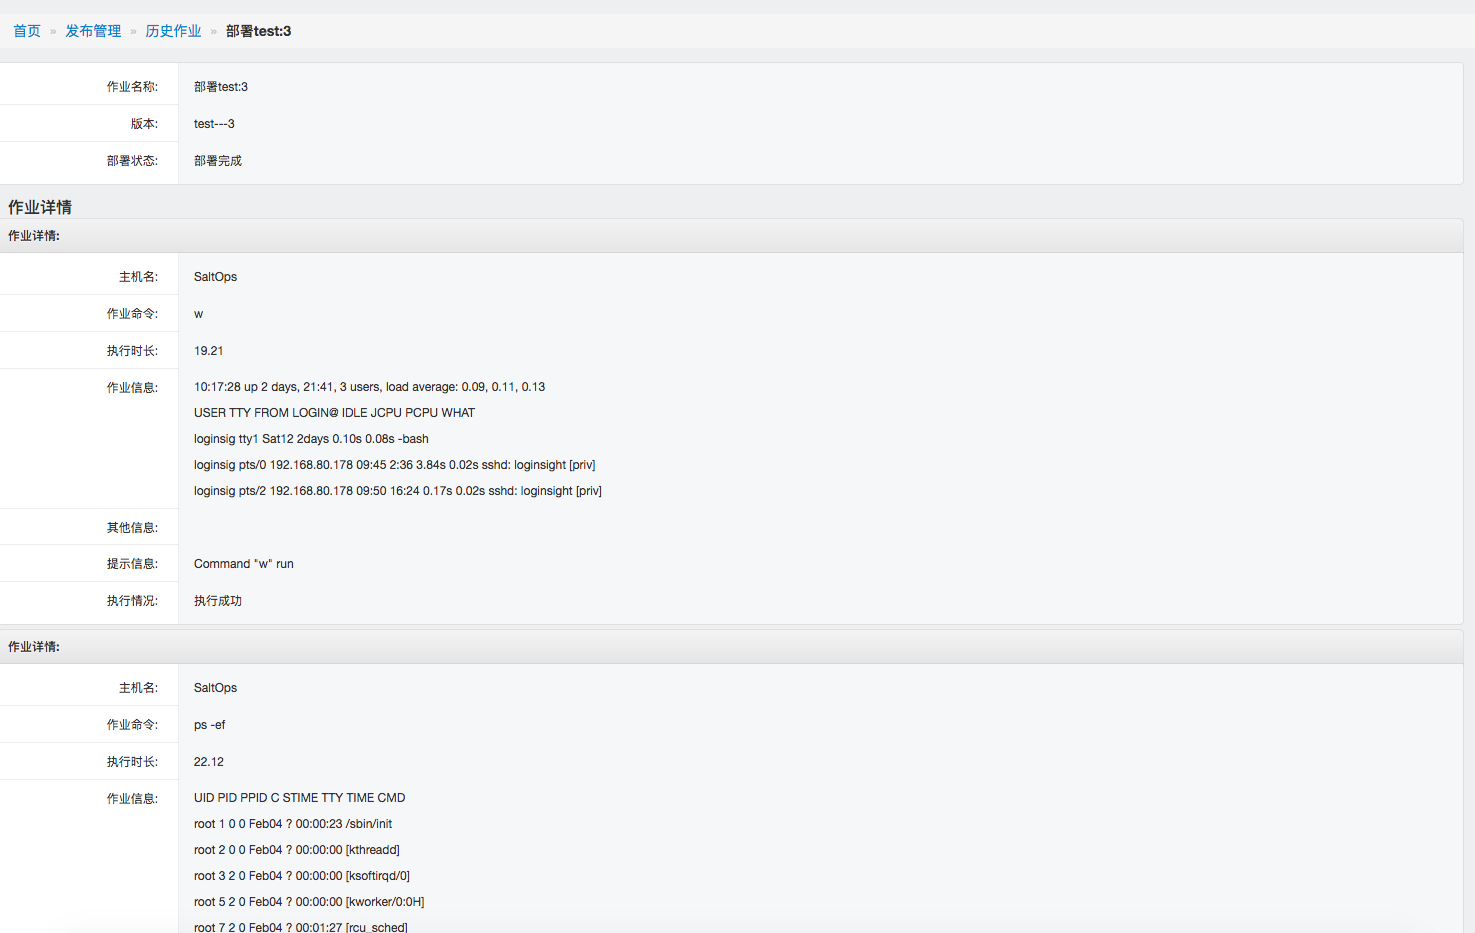 首页 » 发布管理 » 历史作业 » 部署test:3
作业名称: 部署test:3
版本: test---3
部署状态: 部署完成
作业详情
作业详情:
主机名: SaltOps
作业命令: w
执行时长: 19.21
作业信息: 10:17:28 up 2 days, 21:41, 3 users, load average: 0.09, 0.11, 0.13
USER TTY FROM LOGIN@ IDLE JCPU PCPU WHAT
loginsig tty1 Sat12 2days 0.10s 0.08s -bash
loginsig pts/0 192.168.80.178 09:45 2:36 3.84s 0.02s sshd: loginsight [priv]
loginsig pts/2 192.168.80.178 09:50 16:24 0.17s 0.02s sshd: loginsight [priv]
其他信息:
提示信息: Command "w" run
执行情况: 执行成功
作业详情:
主机名: SaltOps
作业命令: ps -ef
执行时长: 22.12
作业信息: UID PID PPID C STIME TTY TIME CMD
root 1 0 0 Feb04 ? 00:00:23 /sbin/init
root 2 0 0 Feb04 ? 00:00:00 [kthreadd]
root 3 2 0 Feb04 ? 00:00:00 [ksoftirqd/0]
root 5 2 0 Feb04 ? 00:00:00 [kworker/0:0H]
root 7 2 0 Feb04 ? 00:01:27 [rcu_sched]